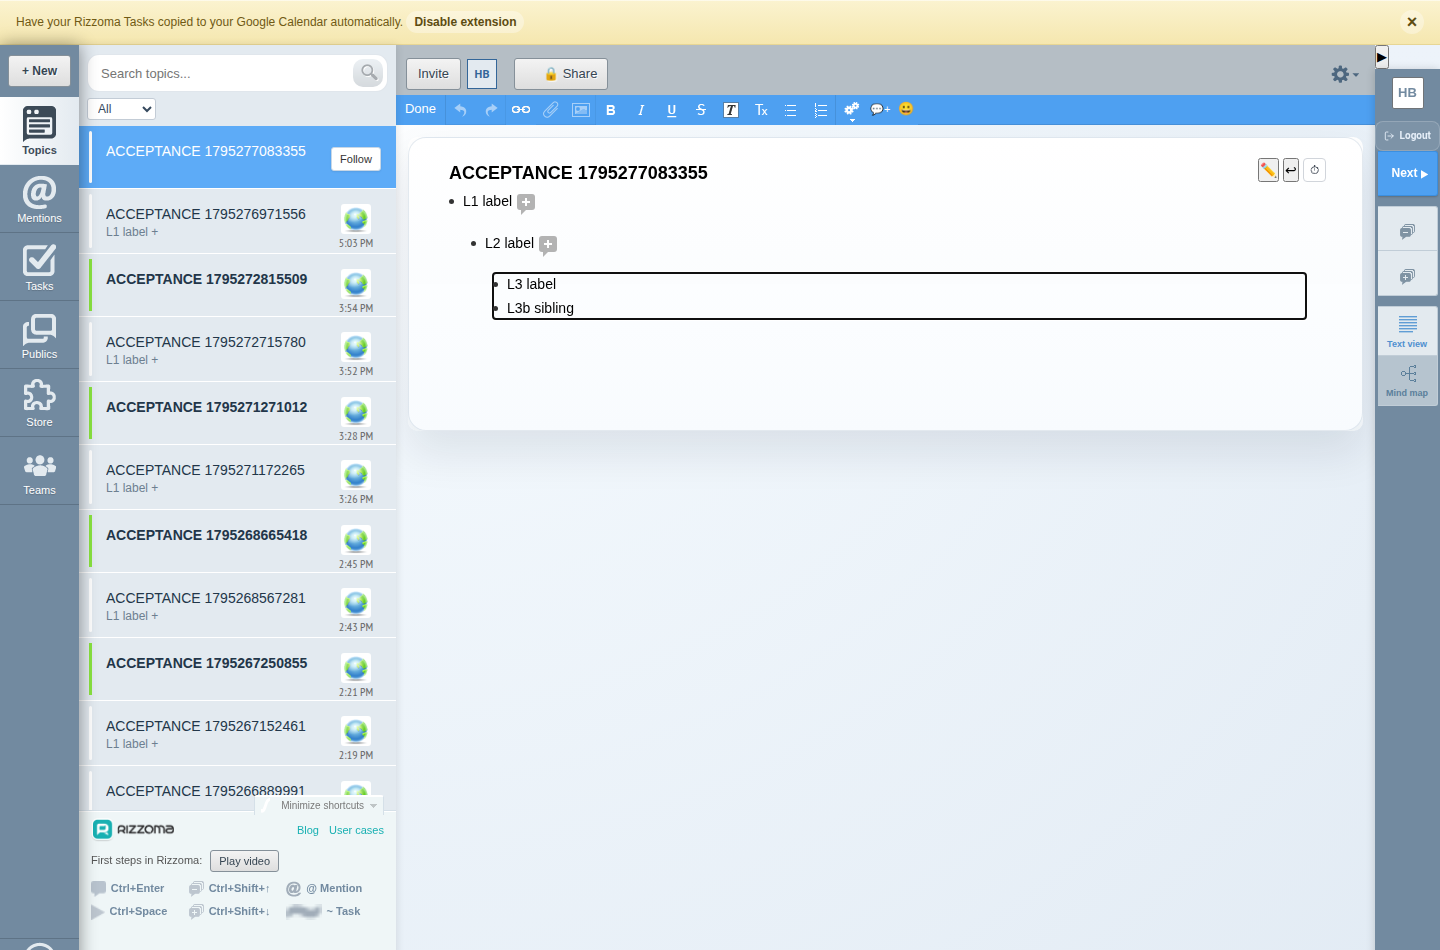 Have your Rizzoma Tasks copied to your Google Calendar automatically. Disable extension ✕
+ New
Topics
Mentions
Tasks
Publics
Store
Teams
Search topics...
All
ACCEPTANCE 1795277083355
Follow
ACCEPTANCE 1795276971556
L1 label +
5:03 PM
ACCEPTANCE 1795272815509
3:54 PM
ACCEPTANCE 1795272715780
L1 label +
3:52 PM
ACCEPTANCE 1795271271012
3:28 PM
ACCEPTANCE 1795271172265
L1 label +
3:26 PM
ACCEPTANCE 1795268665418
2:45 PM
ACCEPTANCE 1795268567281
L1 label +
2:43 PM
ACCEPTANCE 1795267250855
2:21 PM
ACCEPTANCE 1795267152461
L1 label +
2:19 PM
ACCEPTANCE 1795266889991
Minimize shortcuts
RIZZOMA
Blog User cases
First steps in Rizzoma: Play video
Ctrl+Enter Ctrl+Shift+↑ @ Mention
Ctrl+Space Ctrl+Shift+↓ ~ Task
Invite HB 🔒 Share
Done B I U S T Tx 💬+ 😀
ACCEPTANCE 1795277083355
• L1 label +
• L2 label +
• L3 label
• L3b sibling
▶
HB
Logout
Next ▶
Text view
Mind map